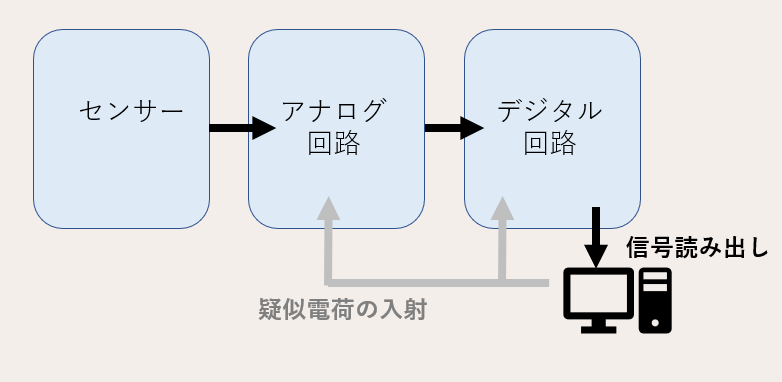 センサー
アナログ
回路
デジタル
回路
信号読み出し
疑似電荷の入射